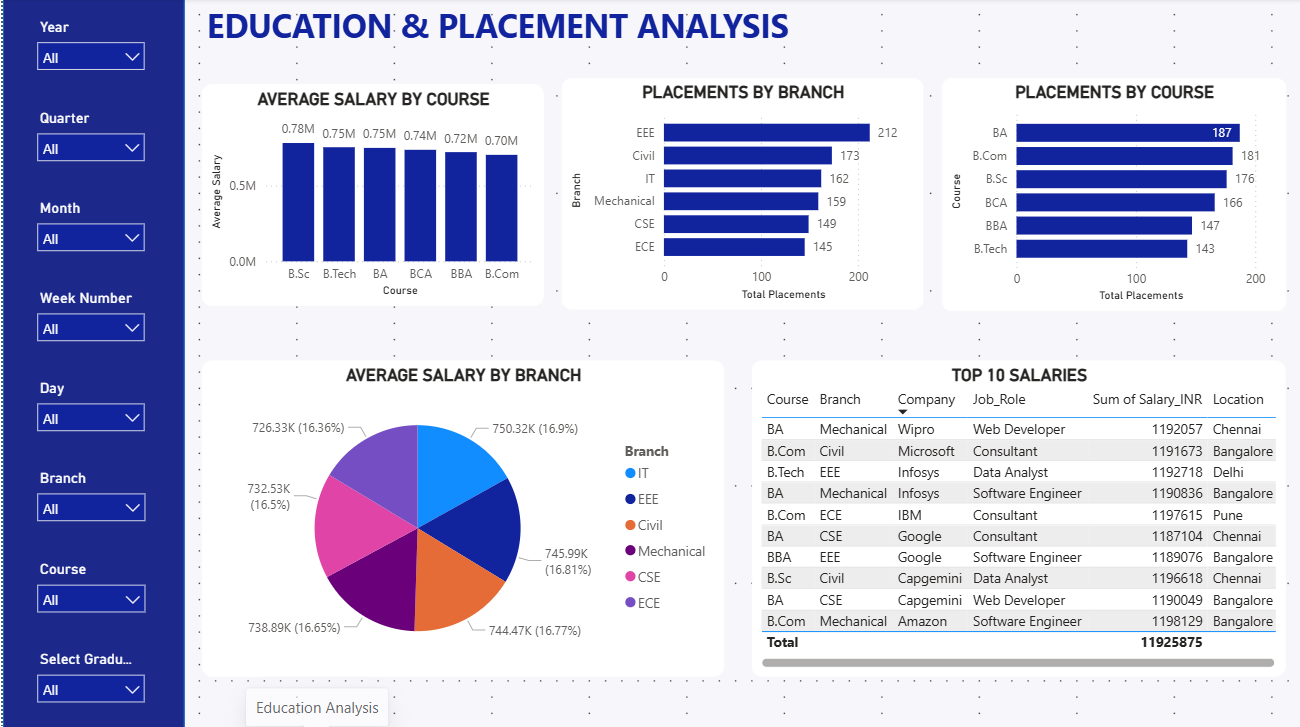 EDUCATION & PLACEMENT ANALYSIS
Year
All
Quarter
All
Month
All
Week Number
All
Day
All
Branch
All
Course
All
Select Gradu...
All
AVERAGE SALARY BY COURSE
0.78M 0.75M 0.75M 0.74M 0.72M 0.70M
Average Salary
0.5M
0.0M
B.Sc B.Tech BA BCA BBA B.Com
Course
PLACEMENTS BY BRANCH
Branch
EEE 212
Civil 173
IT 162
Mechanical 159
CSE 149
ECE 145
0 100 200
Total Placements
PLACEMENTS BY COURSE
Course
BA 187
B.Com 181
B.Sc 176
BCA 166
BBA 147
B.Tech 143
0 100 200
Total Placements
AVERAGE SALARY BY BRANCH
726.33K (16.36%)
750.32K (16.9%)
732.53K
(16.5%)
745.99K
(16.81%)
738.89K (16.65%)
744.47K (16.77%)
Branch
IT
EEE
Civil
Mechanical
CSE
ECE
TOP 10 SALARIES
Course Branch Company Job_Role Sum of Salary_INR Location
BA Mechanical Wipro Web Developer 1192057 Chennai
B.Com Civil Microsoft Consultant 1191673 Bangalore
B.Tech EEE Infosys Data Analyst 1192718 Delhi
BA Mechanical Infosys Software Engineer 1190836 Bangalore
B.Com ECE IBM Consultant 1197615 Pune
BA CSE Google Consultant 1187104 Chennai
BBA EEE Google Software Engineer 1189076 Bangalore
B.Sc Civil Capgemini Data Analyst 1196618 Chennai
BA CSE Capgemini Web Developer 1190049 Bangalore
B.Com Mechanical Amazon Software Engineer 1198129 Bangalore
Total 11925875
Education Analysis